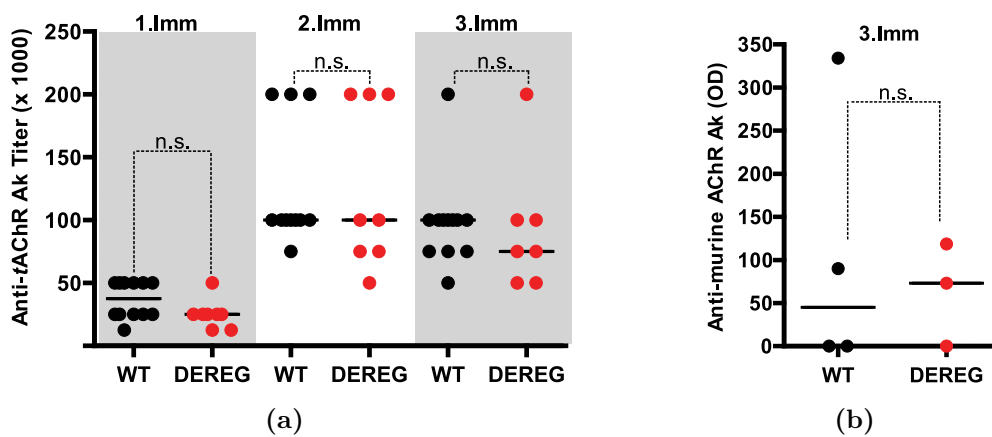 1.Imm 2.Imm 3.Imm
Anti-tAChR Ak Titer (x 1000)
250
200
150
100
50
n.s. n.s. n.s.
WT DEREG WT DEREG WT DEREG
(a)
3.Imm
Anti-murine AChR Ak (OD)
350
300
250
200
150
100
50
0
n.s.
WT DEREG
(b)